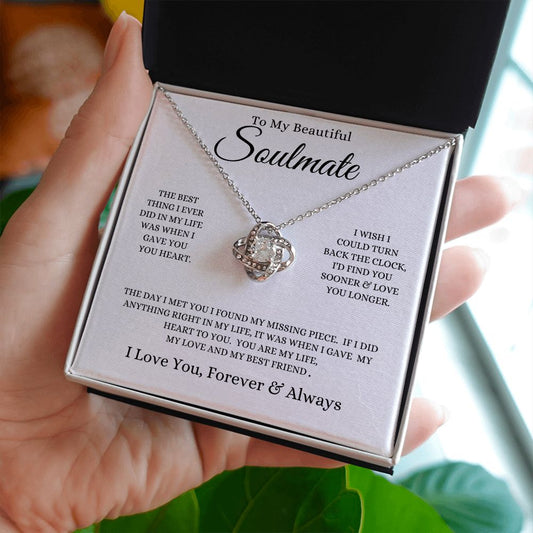 To My Beautiful
Soulmate
THE BEST
THING I EVER
DID IN MY LIFE
WAS WHEN I
GAVE YOU
YOU HEART.
I WISH I
COULD TURN
BACK THE CLOCK,
I'D FIND YOU
SOONER & LOVE
YOU LONGER.
THE DAY I MET YOU I FOUND MY MISSING PIECE. IF I DID
ANYTHING RIGHT IN MY LIFE, IT WAS WHEN I GAVE MY
HEART TO YOU. YOU ARE MY LIFE,
MY LOVE AND MY BEST FRIEND.
I Love You, Forever & Always